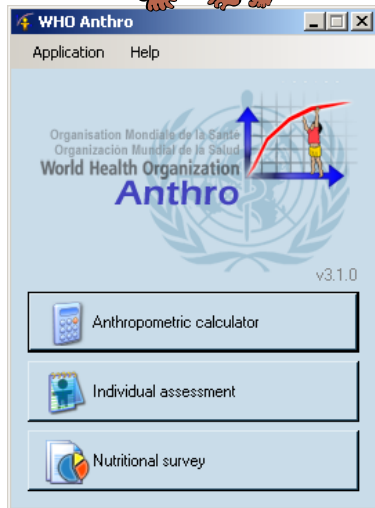 WHO Anthro
Application Help
Organisation Mondiale de la Santé
Organización Mundial de la Salud
World Health Organization
Anthro
v3.1.0
Anthropometric calculator
Individual assessment
Nutritional survey